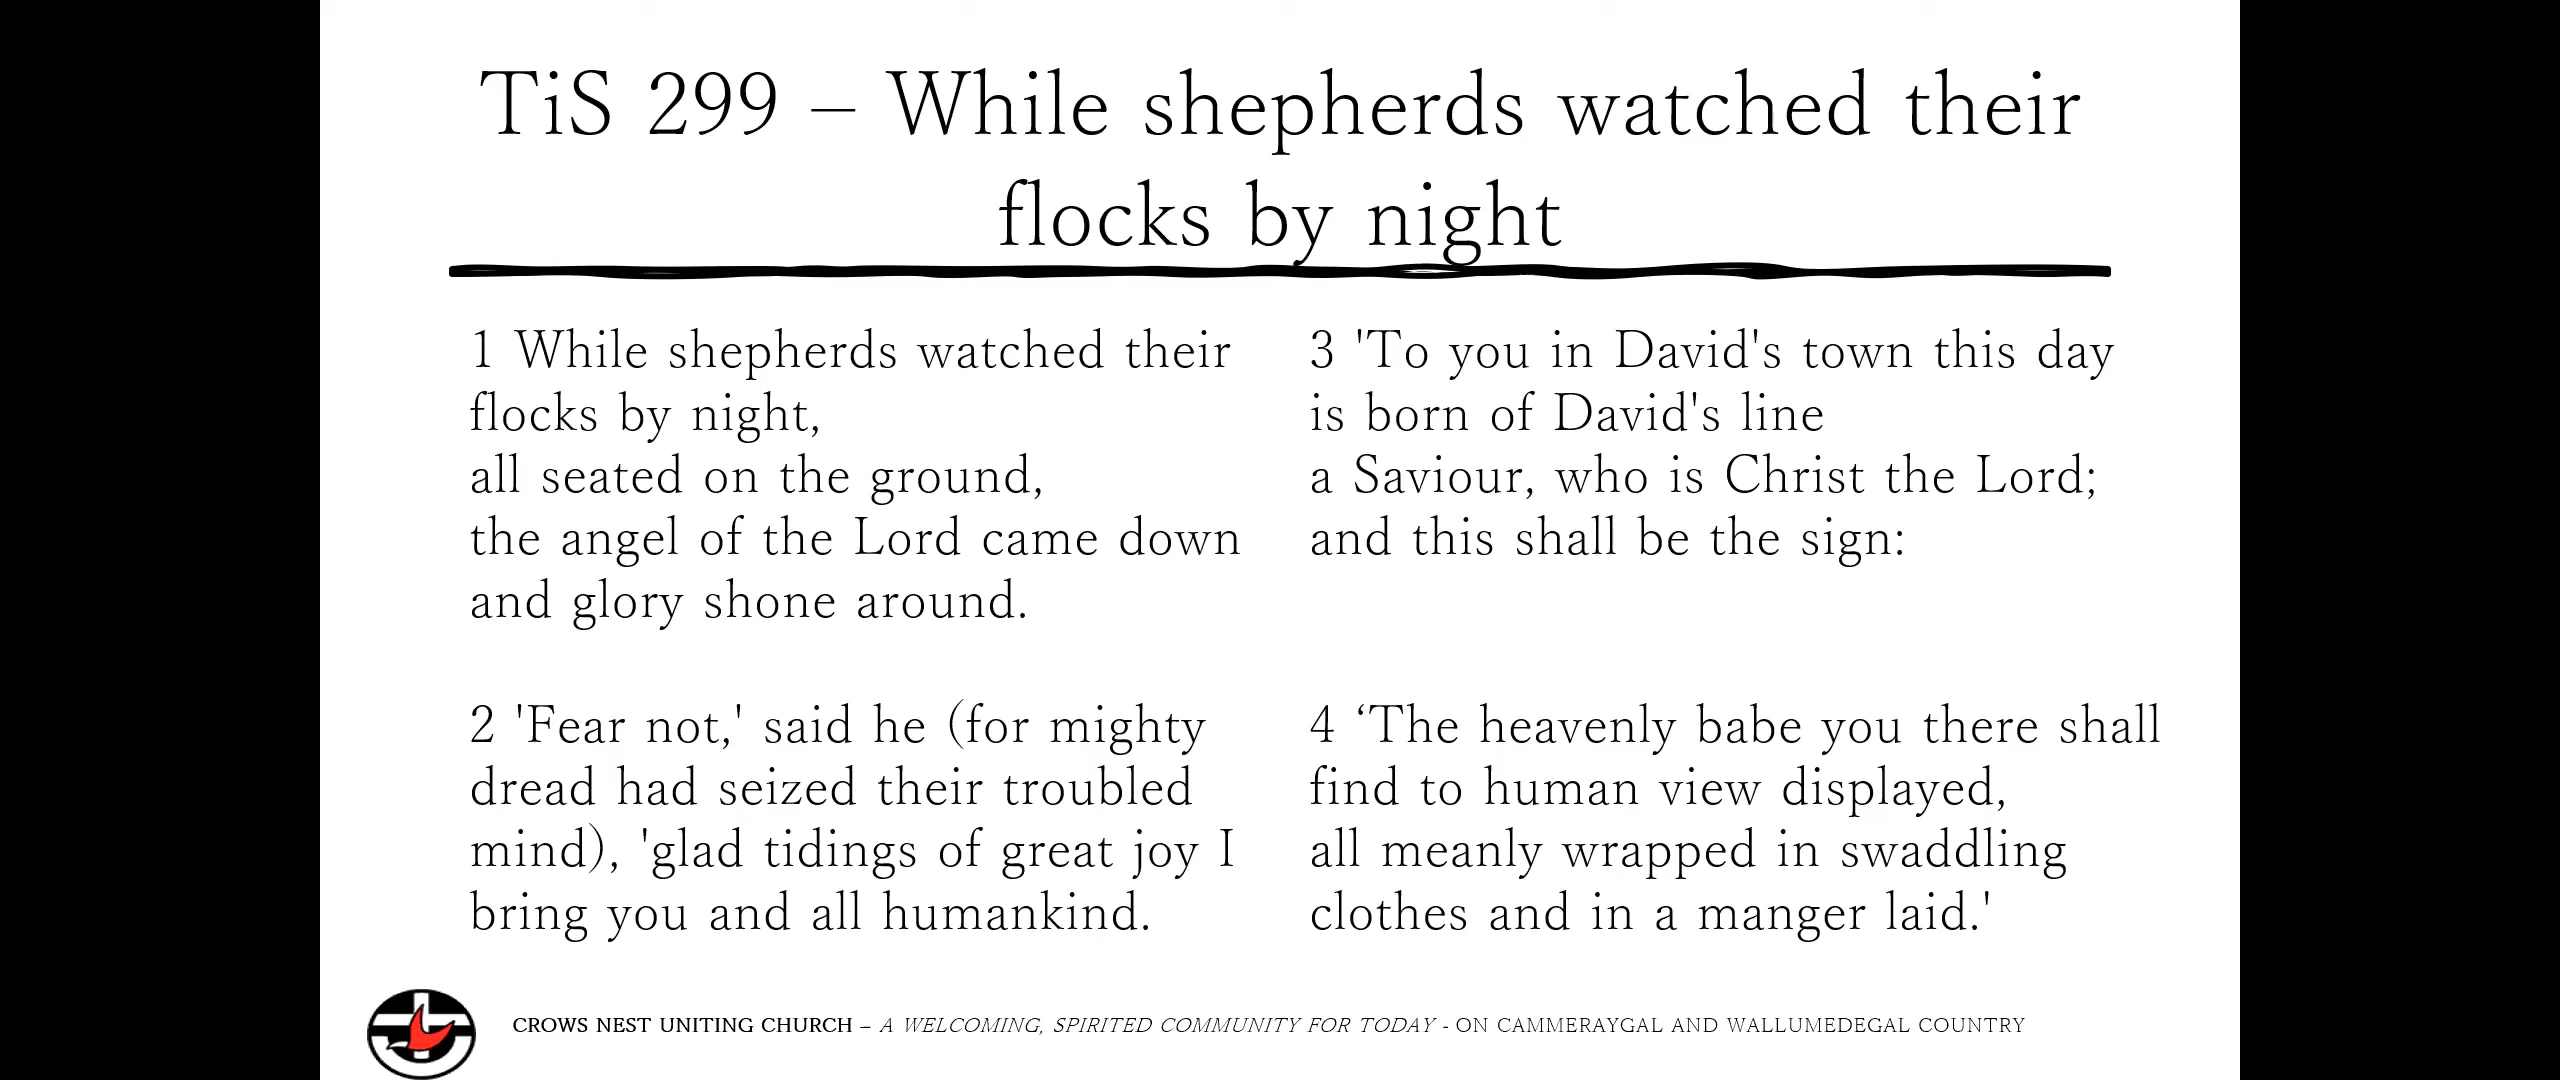 TiS 299 – While shepherds watched their
flocks by night
1 While shepherds watched their
flocks by night,
all seated on the ground,
the angel of the Lord came down
and glory shone around.
2 'Fear not,' said he (for mighty
dread had seized their troubled
mind), 'glad tidings of great joy I
bring you and all humankind.
3 'To you in David's town this day
is born of David's line
a Saviour, who is Christ the Lord;
and this shall be the sign:
4 ‘The heavenly babe you there shall
find to human view displayed,
all meanly wrapped in swaddling
clothes and in a manger laid.'
CROWS NEST UNITING CHURCH – A WELCOMING, SPIRITED COMMUNITY FOR TODAY - ON CAMMERAYGAL AND WALLUMEDEGAL COUNTRY